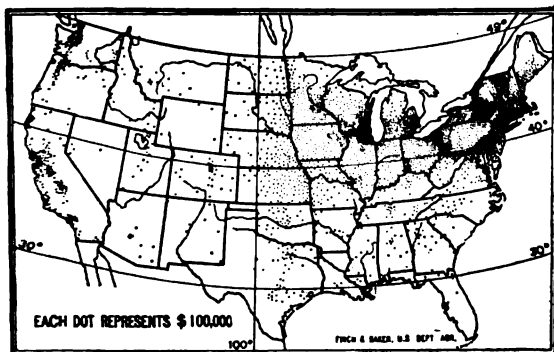 49°
40°
30°
30°
EACH DOT REPRESENTS $100,000
100°
FINCH & BAKER, U.S. DEPT AGR.